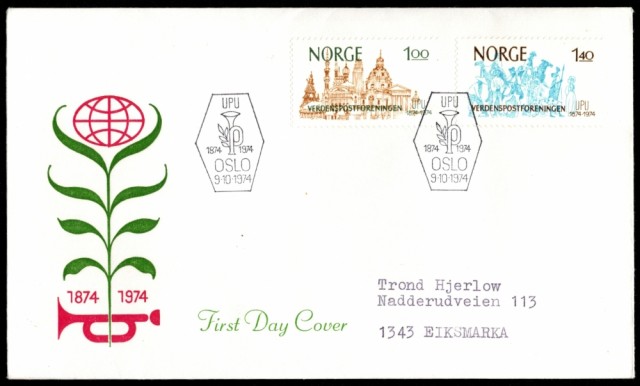 NORGE 1.00
VERDENSPOSTFORENINGEN
UPU
1874-1974
NORGE 1.40
VERDENSPOSTFORENINGEN
UPU
1874-1974
UPU
1874 1974
OSLO
9·10·1974
UPU
1874 1974
OSLO
9·10·1974
1874 1974
First Day Cover
Trond Hjerlow
Nadderudveien 113
1343 EIKSMARKA